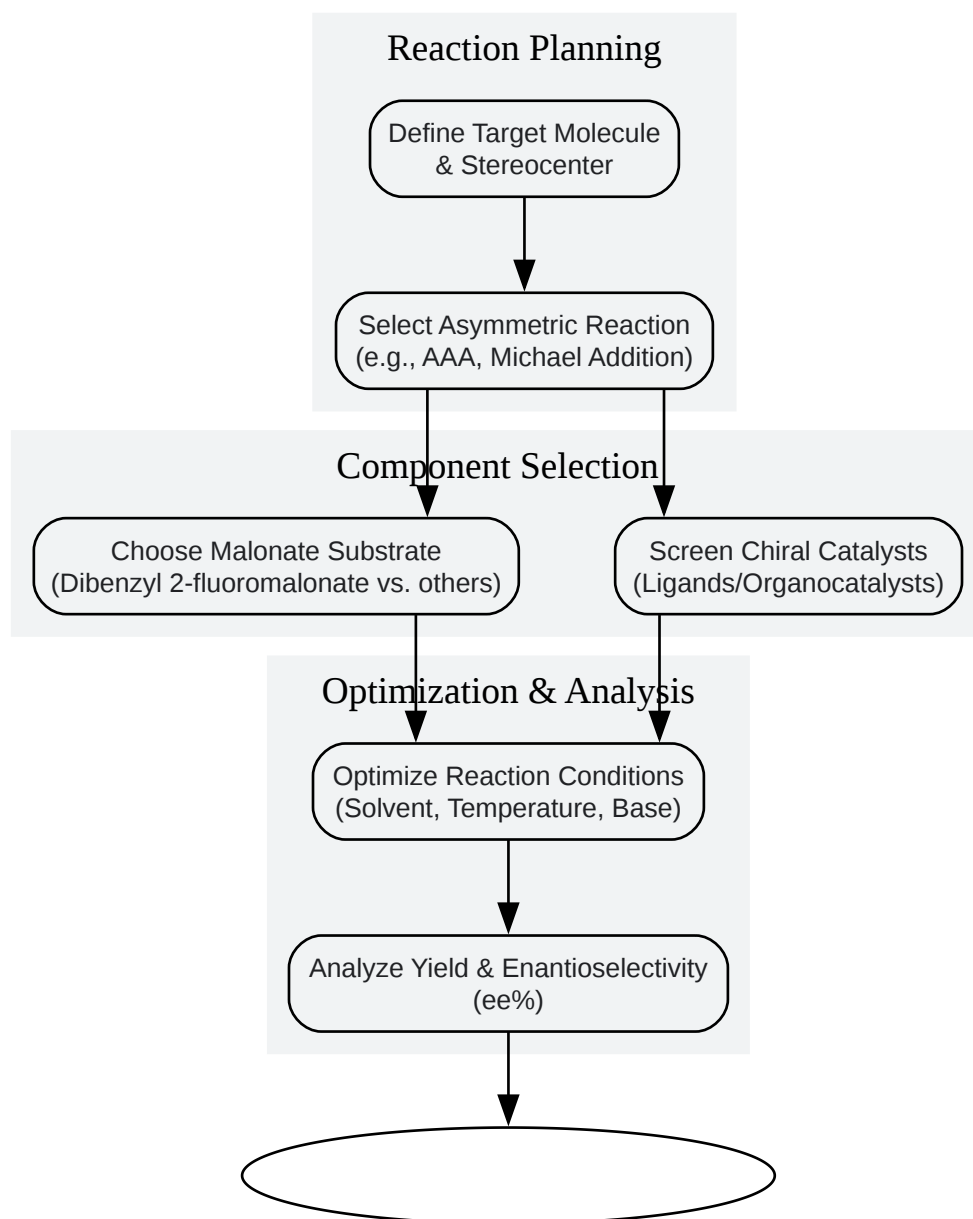 Reaction Planning
Define Target Molecule
& Stereocenter
Select Asymmetric Reaction
(e.g., AAA, Michael Addition)
Component Selection
Choose Malonate Substrate
(Dibenzyl 2-fluoromalonate vs. others)
Screen Chiral Catalysts
(Ligands/Organocatalysts)
Optimization & Analysis
Optimize Reaction Conditions
(Solvent, Temperature, Base)
Analyze Yield & Enantioselectivity
(ee%)